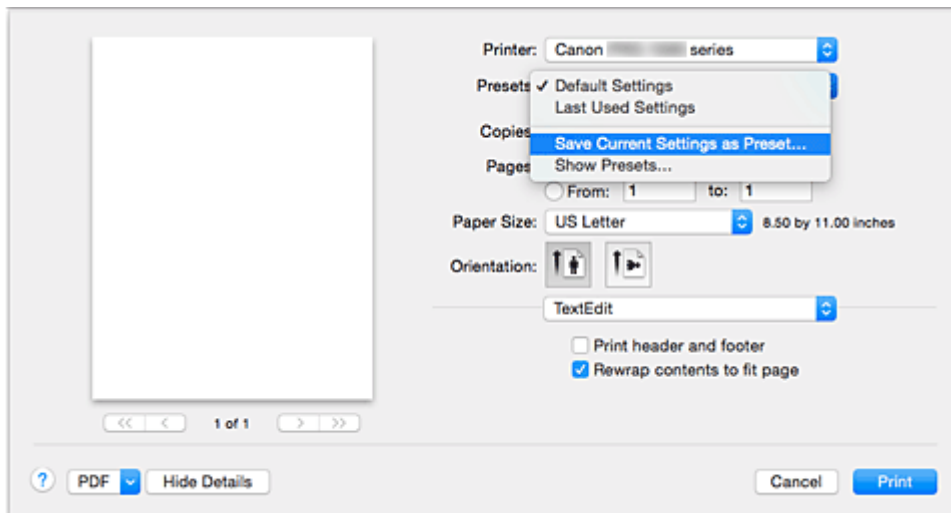 Printer: Canon series
Presets ✓ Default Settings
Last Used Settings
Copies
Save Current Settings as Preset...
Pages
Show Presets...
From: 1 to: 1
Paper Size: US Letter 8.50 by 11.00 inches
Orientation:
TextEdit
Print header and footer
Rewrap contents to fit page
<< < 1 of 1 > >>
? PDF Hide Details Cancel Print